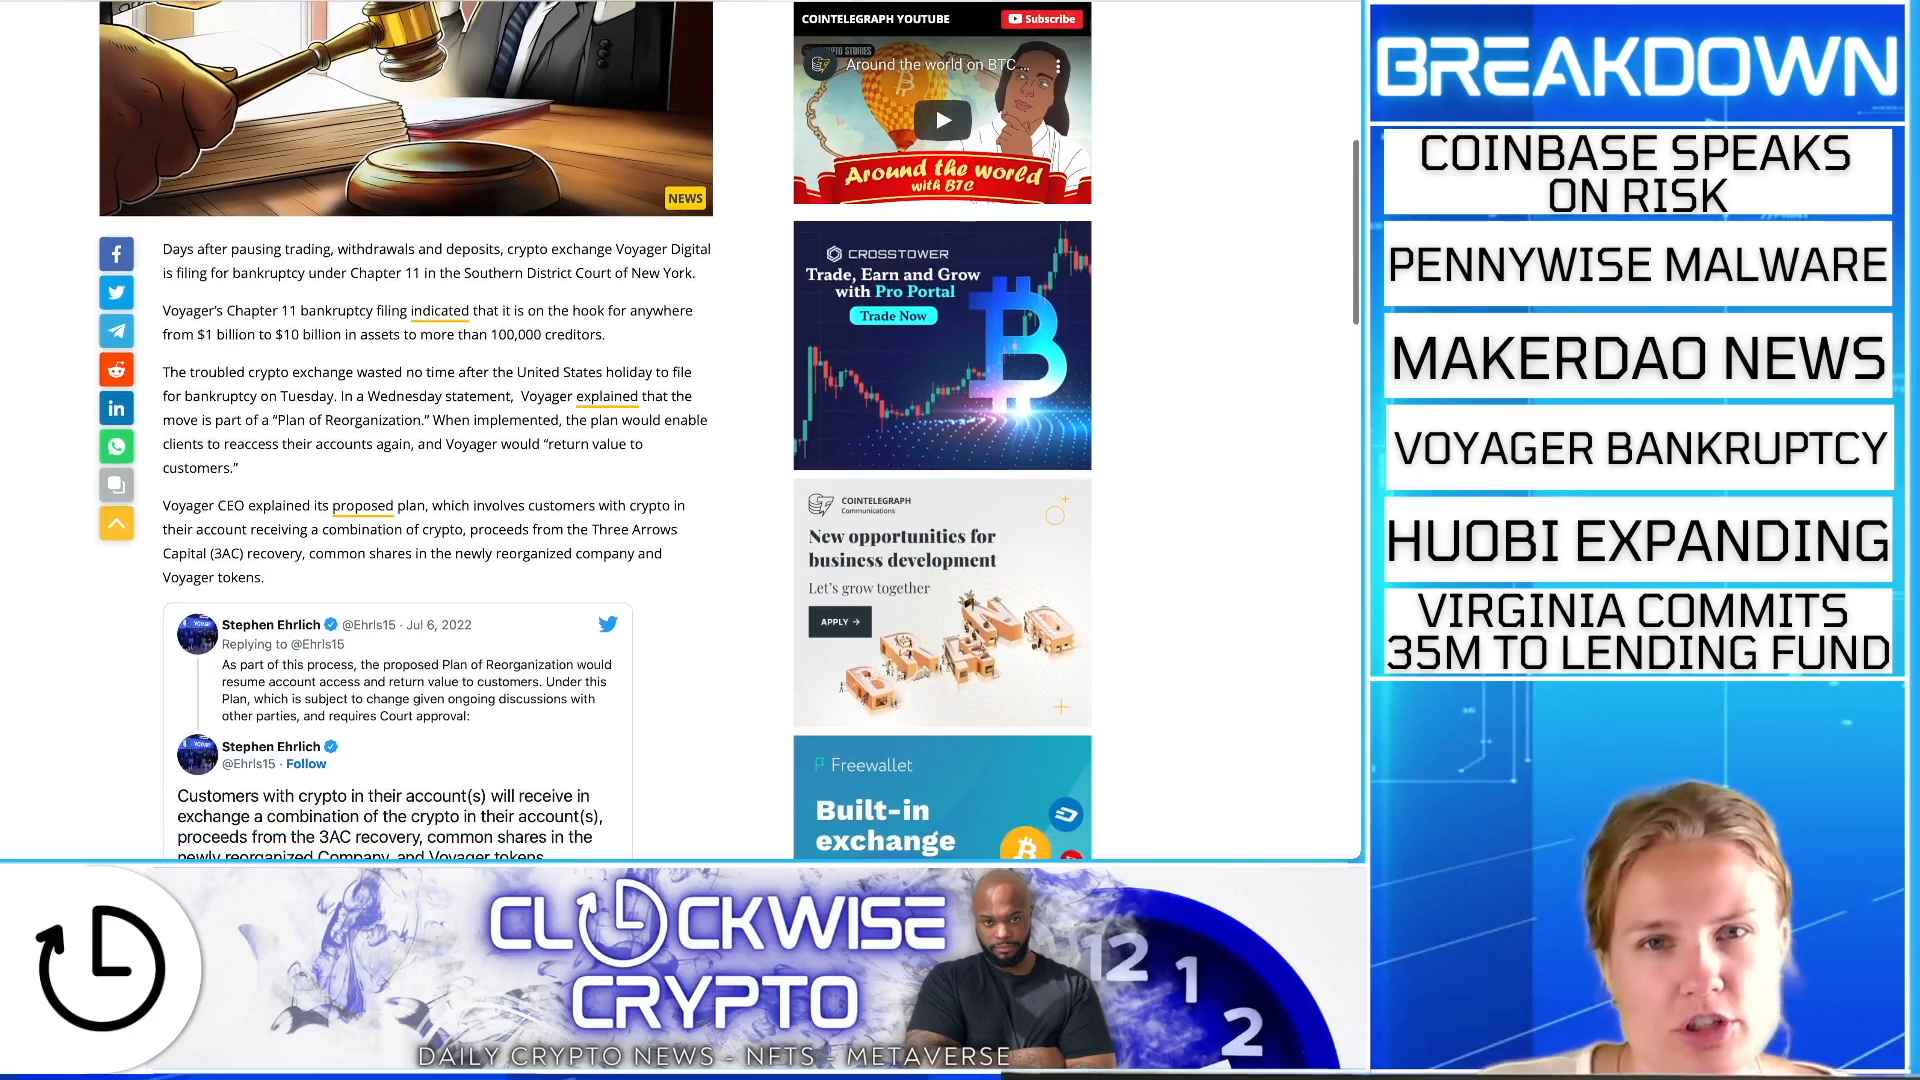 NEWS
Days after pausing trading, withdrawals and deposits, crypto exchange Voyager Digital
is filing for bankruptcy under Chapter 11 in the Southern District Court of New York.
Voyager's Chapter 11 bankruptcy filing indicated that it is on the hook for anywhere
from $1 billion to $10 billion in assets to more than 100,000 creditors.
The troubled crypto exchange wasted no time after the United States holiday to file
for bankruptcy on Tuesday. In a Wednesday statement, Voyager explained that the
move is part of a “Plan of Reorganization.” When implemented, the plan would enable
clients to reaccess their accounts again, and Voyager would “return value to
customers.”
Voyager CEO explained its proposed plan, which involves customers with crypto in
their account receiving a combination of crypto, proceeds from the Three Arrows
Capital (3AC) recovery, common shares in the newly reorganized company and
Voyager tokens.
Stephen Ehrlich @Ehrls15 · Jul 6, 2022
Replying to @Ehrls15
As part of this process, the proposed Plan of Reorganization would
resume account access and return value to customers. Under this
Plan, which is subject to change given ongoing discussions with
other parties, and requires Court approval:
Stephen Ehrlich
@Ehrls15 · Follow
Customers with crypto in their account(s) will receive in
exchange a combination of the crypto in their account(s),
proceeds from the 3AC recovery, common shares in the
newly reorganized Company, and Voyager tokens
COINTELEGRAPH YOUTUBE
Subscribe
Around the world on BTC ...
Around the world
with BTC
CROSSTOWER
Trade, Earn and Grow
with Pro Portal
Trade Now
COINTELEGRAPH
Communications
New opportunities for
business development
Let's grow together
APPLY →
BRAND
Freewallet
Built-in
exchange
BREAKDOWN
COINBASE SPEAKS
ON RISK
PENNYWISE MALWARE
MAKERDAO NEWS
VOYAGER BANKRUPTCY
HUOBI EXPANDING
VIRGINIA COMMITS
35M TO LENDING FUND
CLOCKWISE
CRYPTO
DAILY CRYPTO NEWS - NFTS - METAVERSE
12
1
2